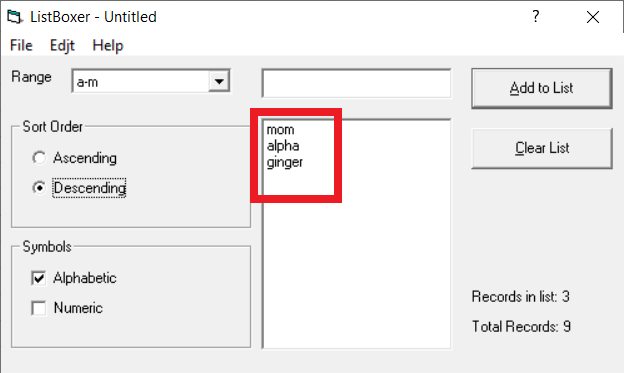 ListBoxer - Untitled
?
File Edjt Help
Range a-m
Add to List
Sort Order
Ascending
Descending
mom
alpha
ginger
Clear List
Symbols
Alphabetic
Numeric
Records in list: 3
Total Records: 9